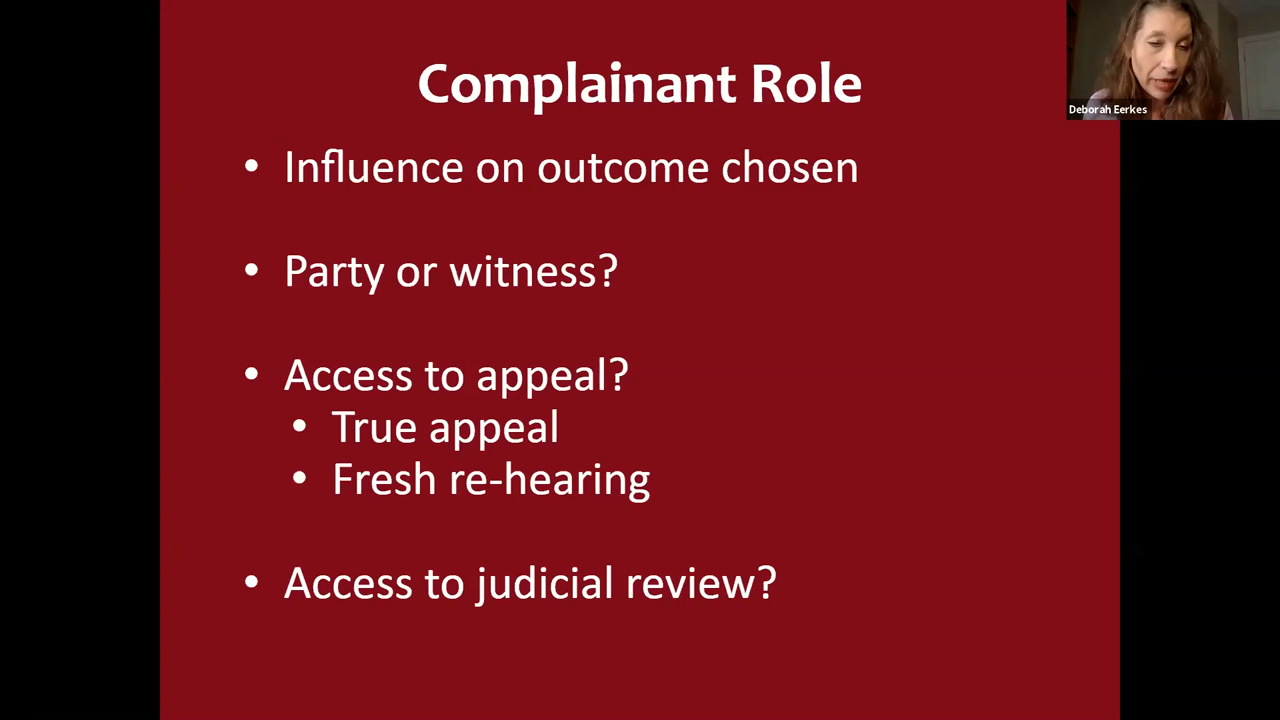 Complainant Role
Deborah Eerkes
• Influence on outcome chosen
• Party or witness?
• Access to appeal?
• True appeal
• Fresh re-hearing
• Access to judicial review?